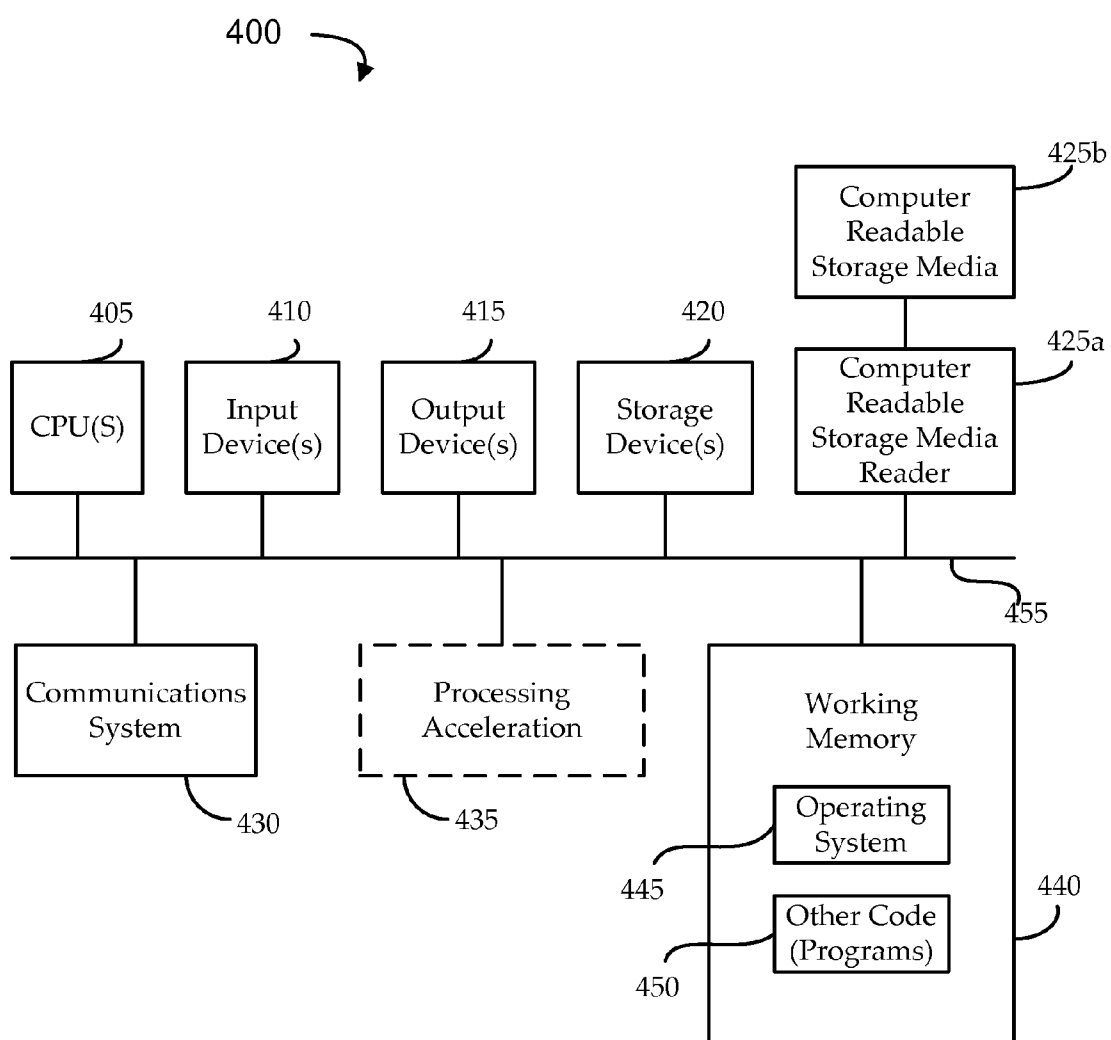 400
425b
Computer
Readable
Storage Media
405
410
415
420
425a
CPU(S)
Input
Device(s)
Output
Device(s)
Storage
Device(s)
Computer
Readable
Storage Media
Reader
455
Communications
System
430
Processing
Acceleration
435
Working
Memory
Operating
System
445
440
Other Code
(Programs)
450